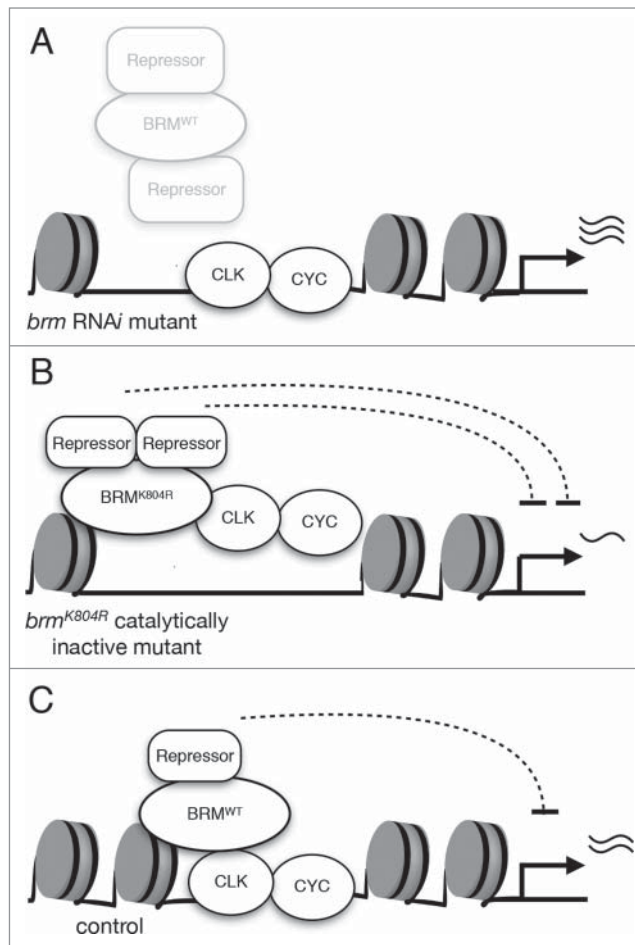 A
Repressor
BRMWT
Repressor
CLK
CYC
brm RNAi mutant
B
Repressor Repressor
BRMK804R
CLK
CYC
brmK804R catalytically
inactive mutant
C
Repressor
BRMWT
CLK
CYC
control